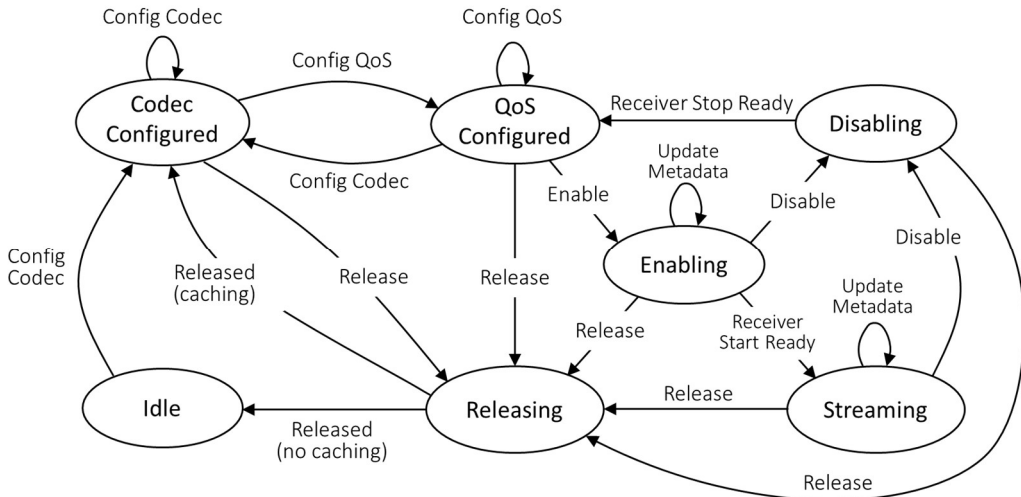 Config Codec
Config QoS
Config QoS
Codec
Configured
QoS
Configured
Receiver Stop Ready
Disabling
Config Codec
Update
Metadata
Enable
Disable
Config
Codec
Released
(caching)
Release
Release
Enabling
Disable
Release
Receiver
Start Ready
Update
Metadata
Idle
Released
(no caching)
Releasing
Release
Streaming
Release